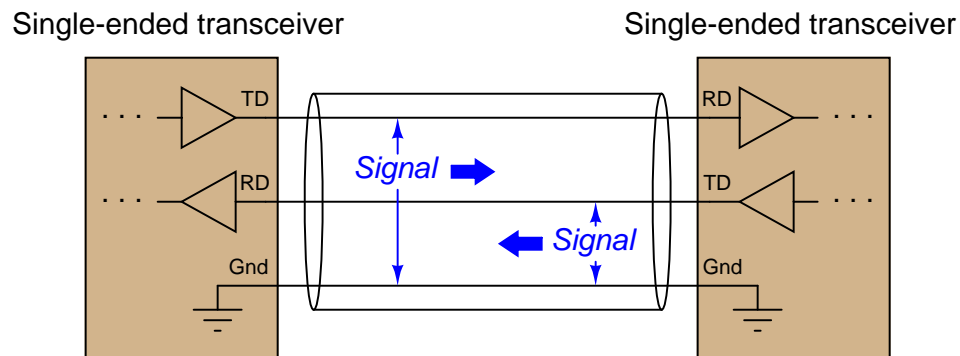 Single-ended transceiver
Single-ended transceiver
TD
RD
. . .
. . .
Signal
RD
TD
. . .
. . .
Signal
Gnd
Gnd